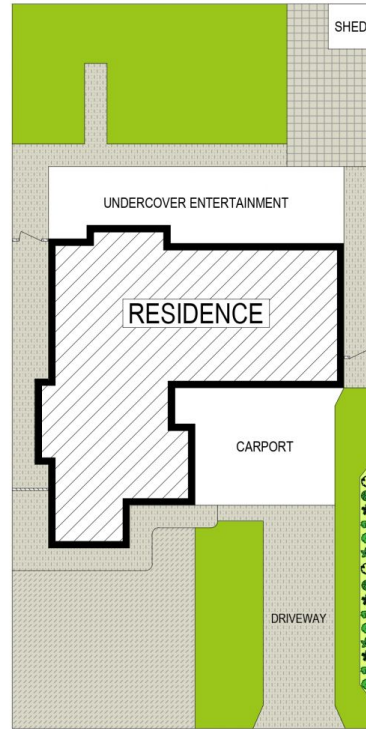 SHED
UNDERCOVER ENTERTAINMENT
RESIDENCE
CARPORT
DRIVEWAY